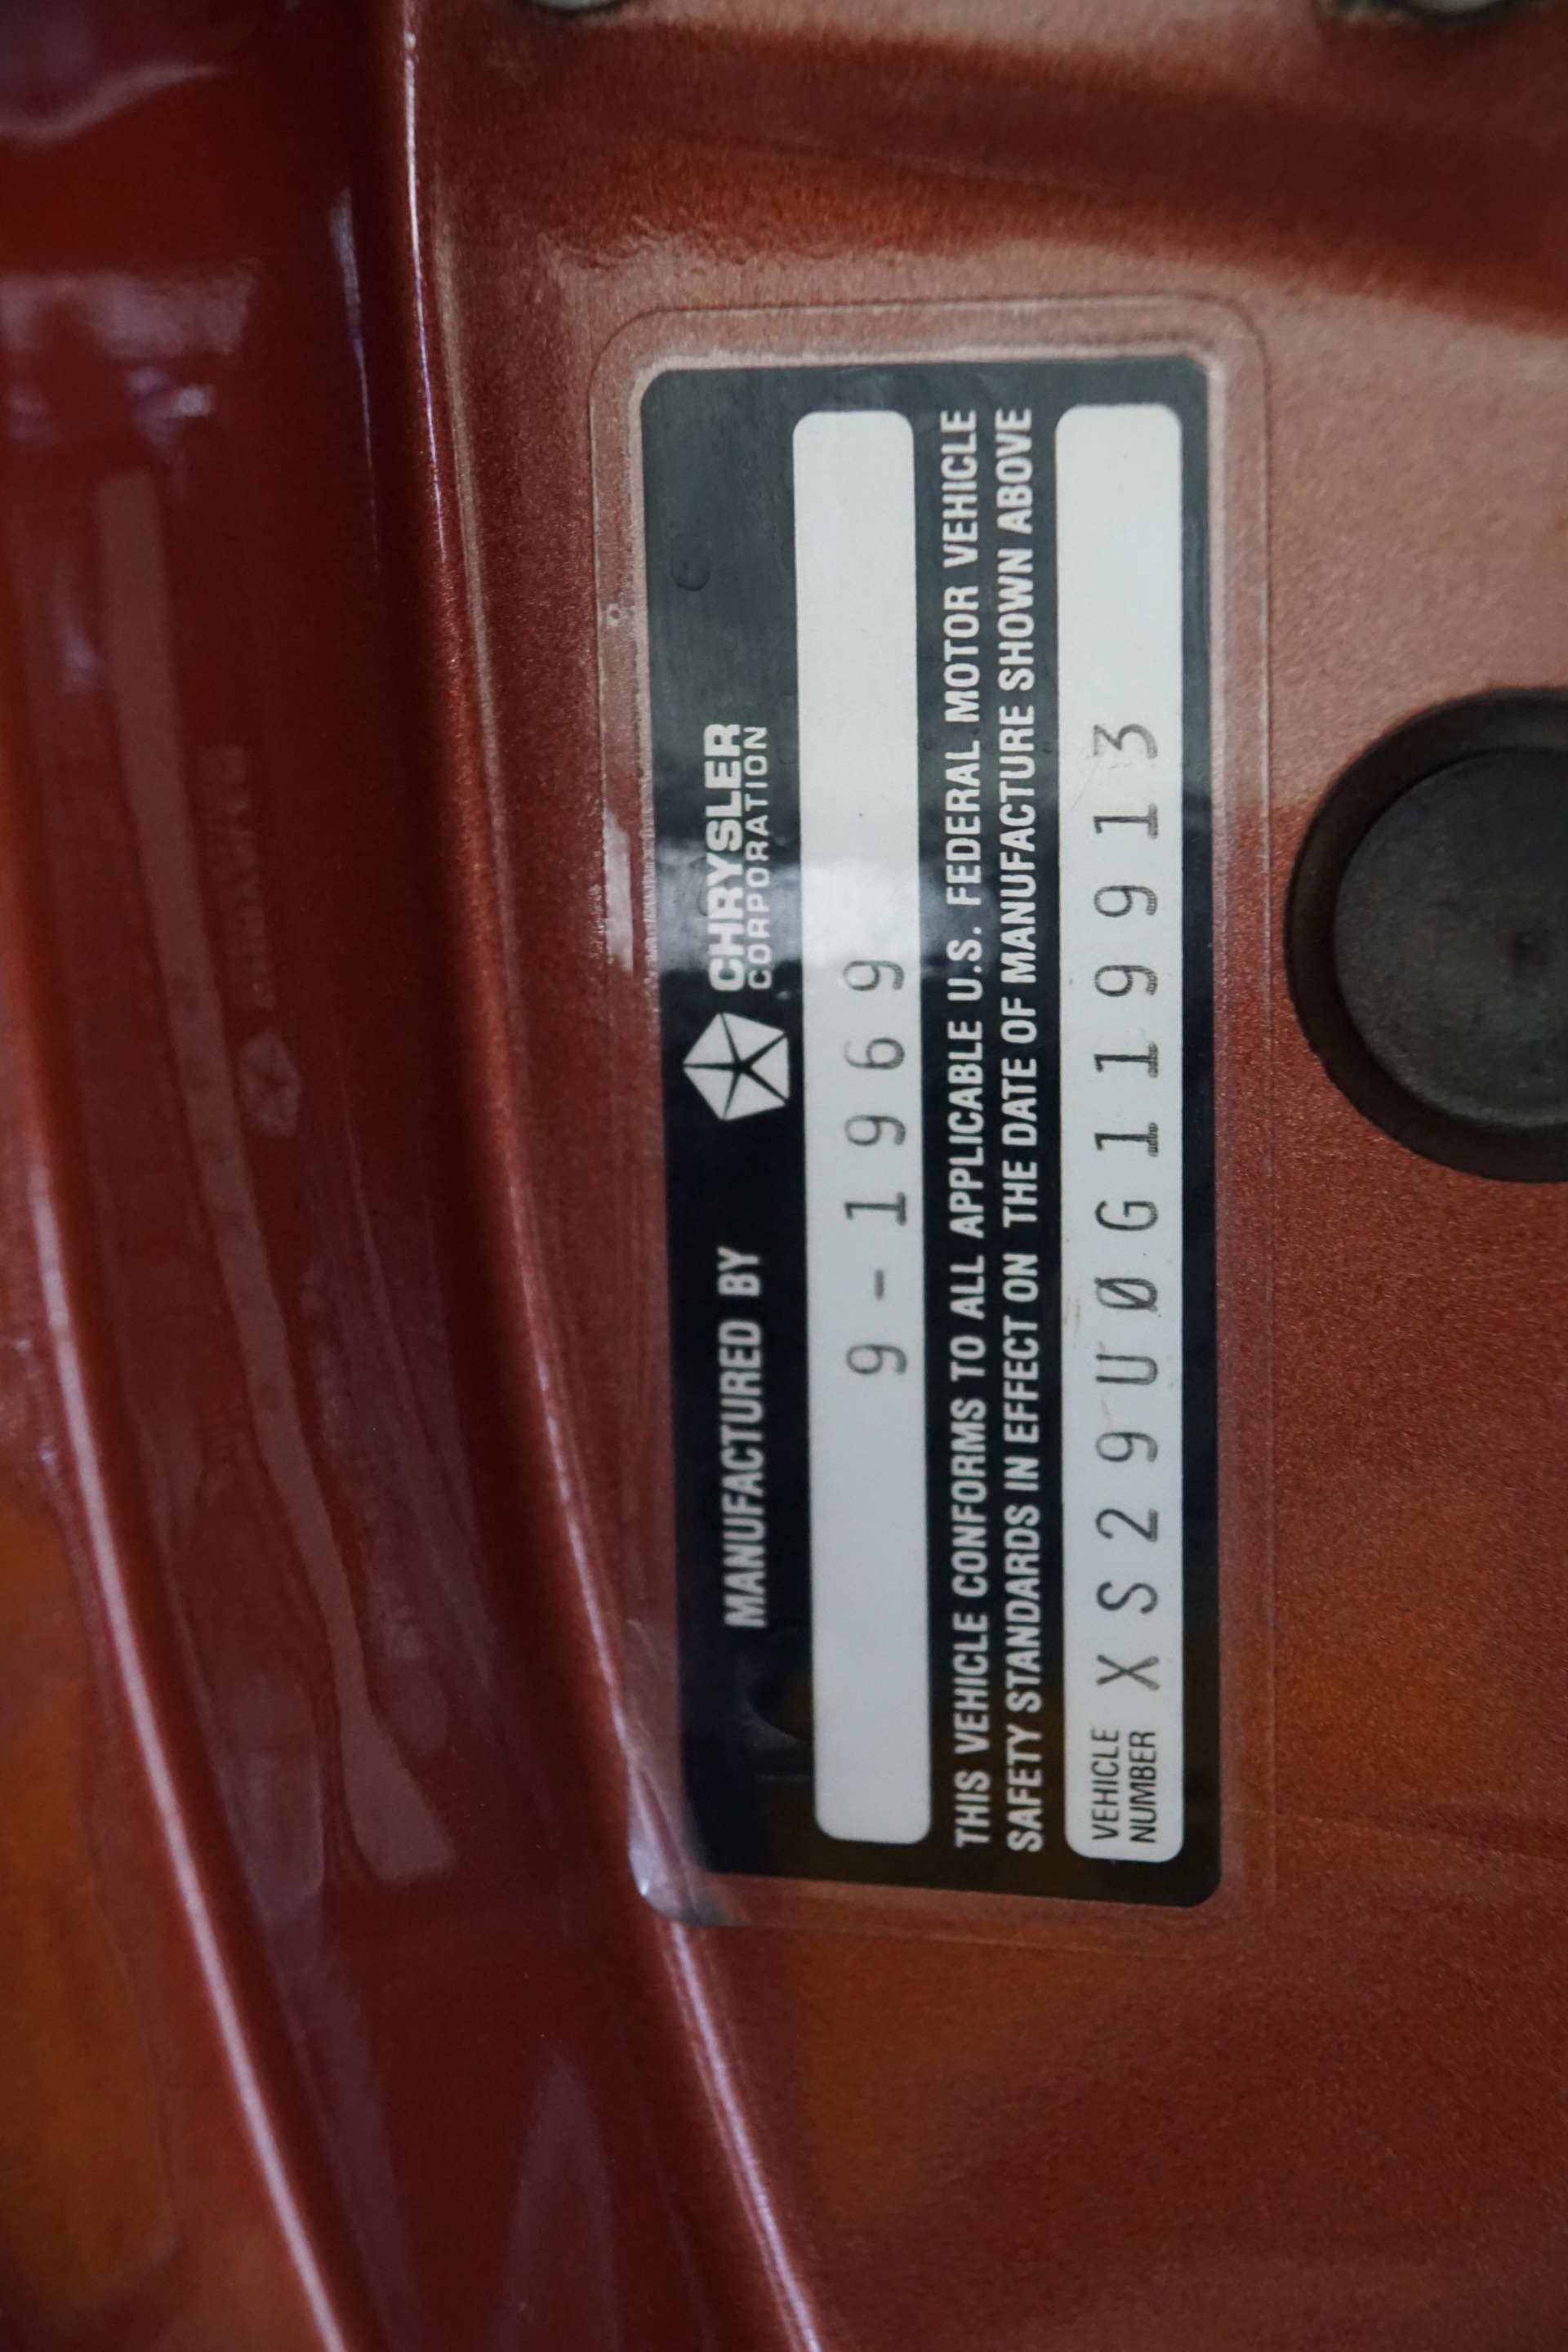 MANUFACTURED BY CHRYSLER
CORPORATION
9-1969
THIS VEHICLE CONFORMS TO ALL APPLICABLE U.S. FEDERAL MOTOR VEHICLE
SAFETY STANDARDS IN EFFECT ON THE DATE OF MANUFACTURE SHOWN ABOVE
VEHICLE
NUMBER XS29UØG119913